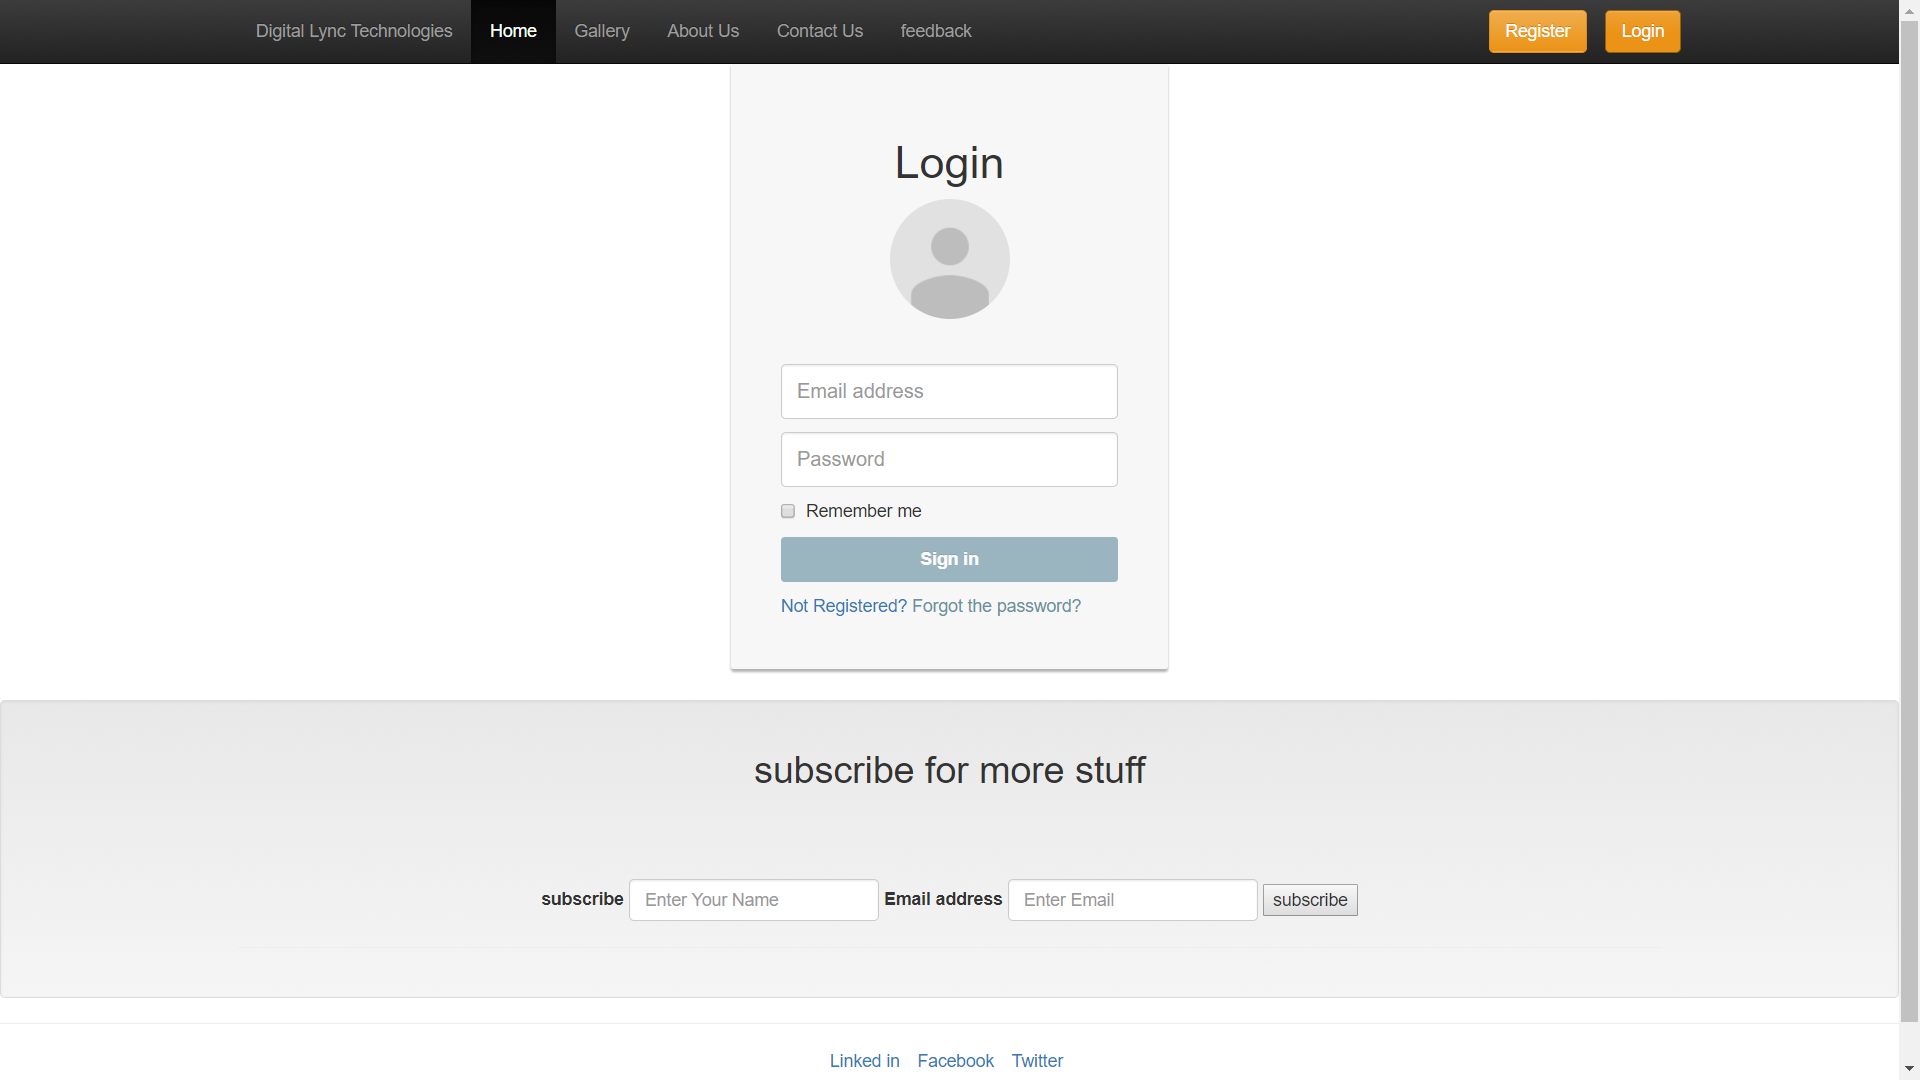 Digital Lync Technologies Home Gallery About Us Contact Us feedback Register Login
Login
Email address
Password
Remember me
Sign in
Not Registered? Forgot the password?
subscribe for more stuff
subscribe Enter Your Name Email address Enter Email subscribe
Linked in Facebook Twitter